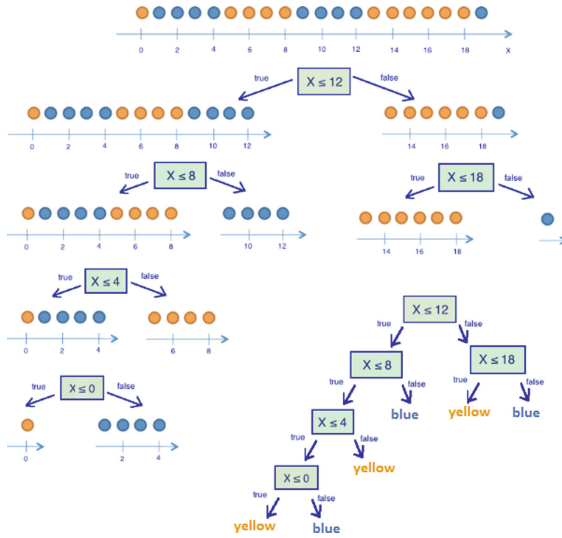 0 2 4 6 8 10 12 14 16 18 X
true X ≤ 12 false
0 2 4 6 8 10 12
14 16 18
true X ≤ 8 false
true X ≤ 18 false
0 2 4 6 8
10 12
14 16 18
true X ≤ 4 false
0 2 4
6 8
true X ≤ 0 false
0
2 4
X ≤ 12
true false
X ≤ 8
X ≤ 18
true false
true false
blue
yellow
blue
X ≤ 4
true false
yellow
X ≤ 0
true false
yellow
blue